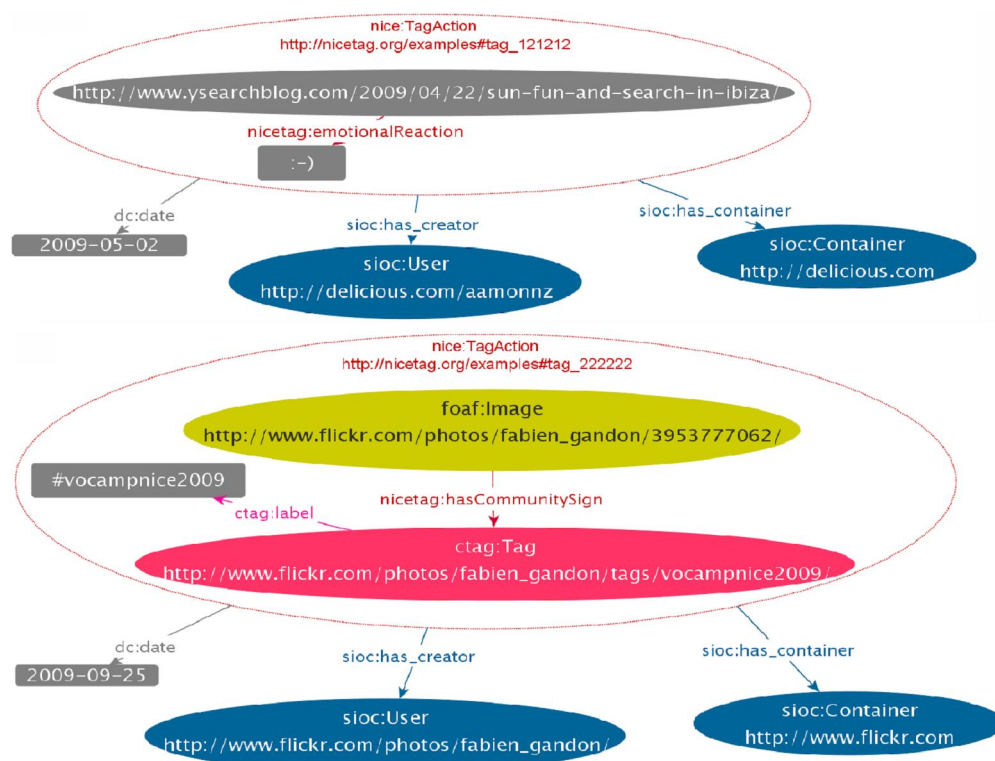 nice:TagAction
http://nicetag.org/examples#tag_121212
http://www.ysearchblog.com/2009/04/22/sun-fun-and-search-in-ibiza/
nicetag:emotionalReaction
:-)
dc:date
2009-05-02
sioc:has_creator
sioc:User
http://delicious.com/aamonnz
sioc:has_container
sioc:Container
http://delicious.com
nice:TagAction
http://nicetag.org/examples#tag_222222
foaf:Image
http://www.flickr.com/photos/fabien_gandon/3953777062/
#vocampnice2009
nicetag:hasCommunitySign
ctag:label
ctag:Tag
http://www.flickr.com/photos/fabien_gandon/tags/vocampnice2009/
dc:date
2009-09-25
sioc:has_creator
sioc:User
http://www.flickr.com/photos/fabien_gandon/
sioc:has_container
sioc:Container
http://www.flickr.com